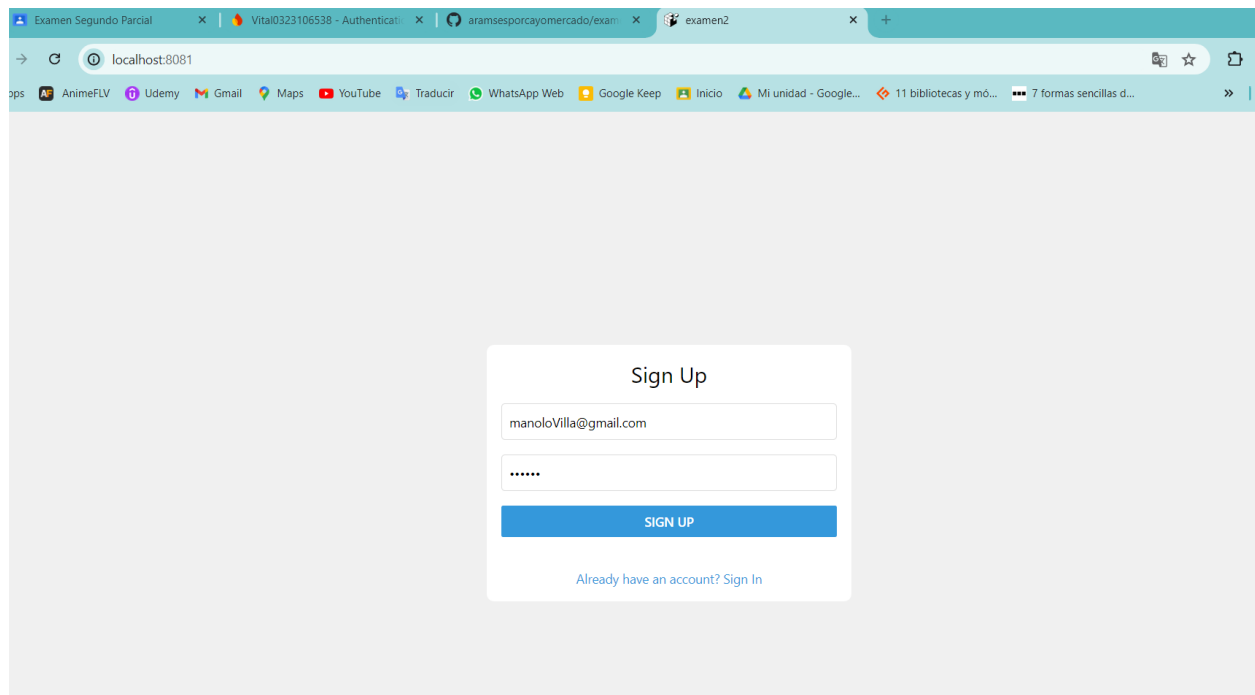 Examen Segundo Parcial
Vital0323106538 - Authenticati
aramsesporcayomercado/exam
examen2
localhost:8081
ops AnimeFLV Udemy Gmail Maps YouTube Traducir WhatsApp Web Google Keep Inicio Mi unidad - Google... 11 bibliotecas y mó... 7 formas sencillas d... »
Sign Up
manoloVilla@gmail.com
••••••
SIGN UP
Already have an account? Sign In